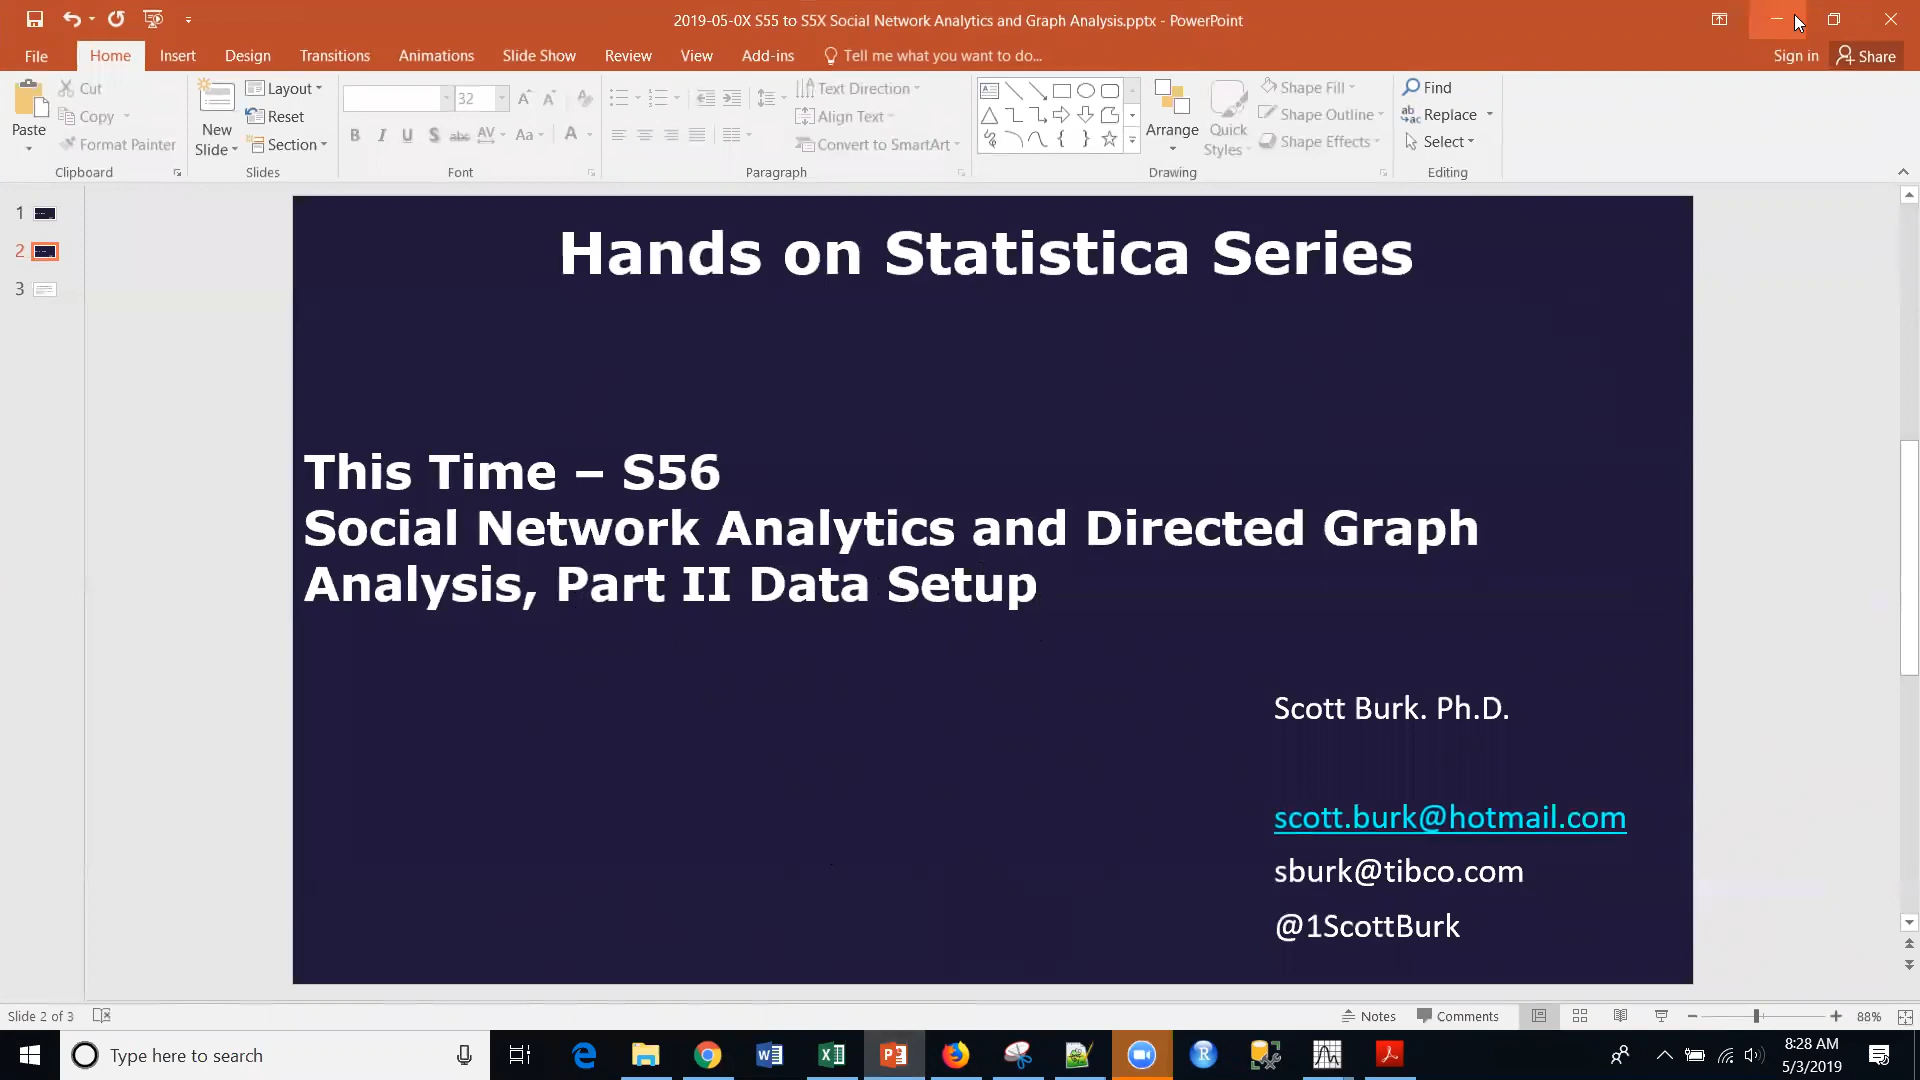 2019-05-0X S55 to S5X Social Network Analytics and Graph Analysis.pptx - PowerPoint
File Home Insert Design Transitions Animations Slide Show Review View Add-ins Tell me what you want to do... Sign in Share
Paste
Cut
Copy
Format Painter
Clipboard
New Slide
Layout
Reset
Section
Slides
32
B I U S abc AV Aa A
Font
Text Direction
Align Text
Convert to SmartArt
Paragraph
Arrange
Quick Styles
Shape Fill
Shape Outline
Shape Effects
Drawing
Find
Replace
Select
Editing
1
2
3
Hands on Statistica Series
This Time – S56
Social Network Analytics and Directed Graph
Analysis, Part II Data Setup
Scott Burk. Ph.D.
scott.burk@hotmail.com
sburk@tibco.com
@1ScottBurk
Slide 2 of 3
Notes Comments 88%
Type here to search
8:28 AM
5/3/2019